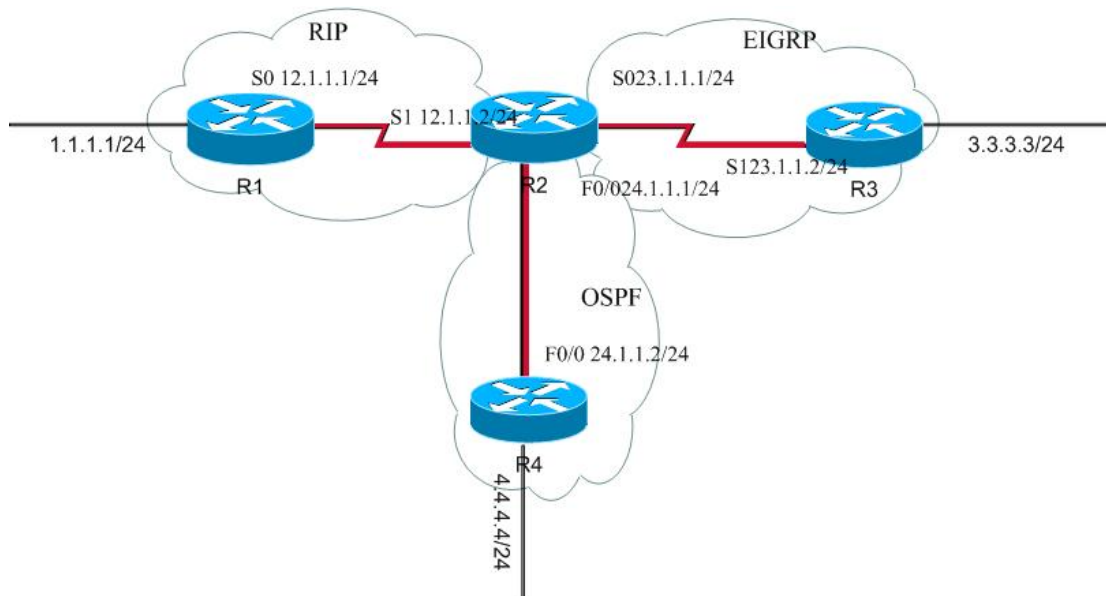 RIP
EIGRP
S0 12.1.1.1/24
S023.1.1.1/24
S1 12.1.1.2/24
1.1.1.1/24
3.3.3.3/24
S123.1.1.2/24
R1
R2
F0/024.1.1.1/24
R3
OSPF
F0/0 24.1.1.2/24
R4
4.4.4.4/24